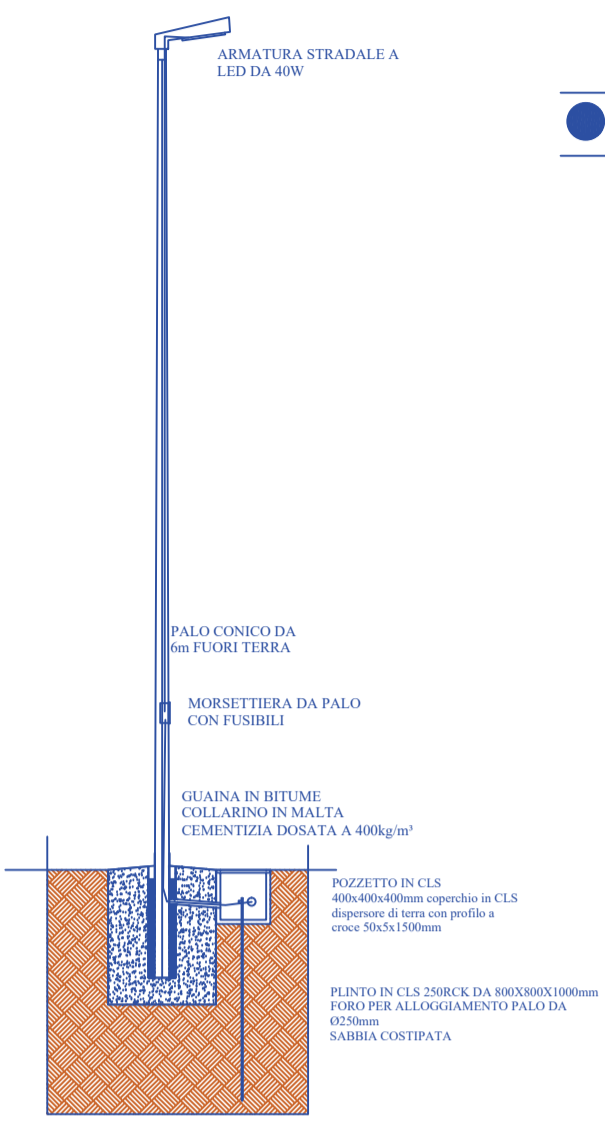 ARMATURA STRADALE A
LED DA 40W
PALO CONICO DA
6m FUORI TERRA
MORSETTIERA DA PALO
CON FUSIBILI
GUAINA IN BITUME
COLLARINO IN MALTA
CEMENTIZIA DOSATA A 400kg/m³
POZZETTO IN CLS
400x400x400mm coperchio in CLS
dispersore di terra con profilo a
croce 50x5x1500mm
PLINTO IN CLS 250RCK DA 800X800X1000mm
FORO PER ALLOGGIAMENTO PALO DA
Ø250mm
SABBIA COSTIPATA